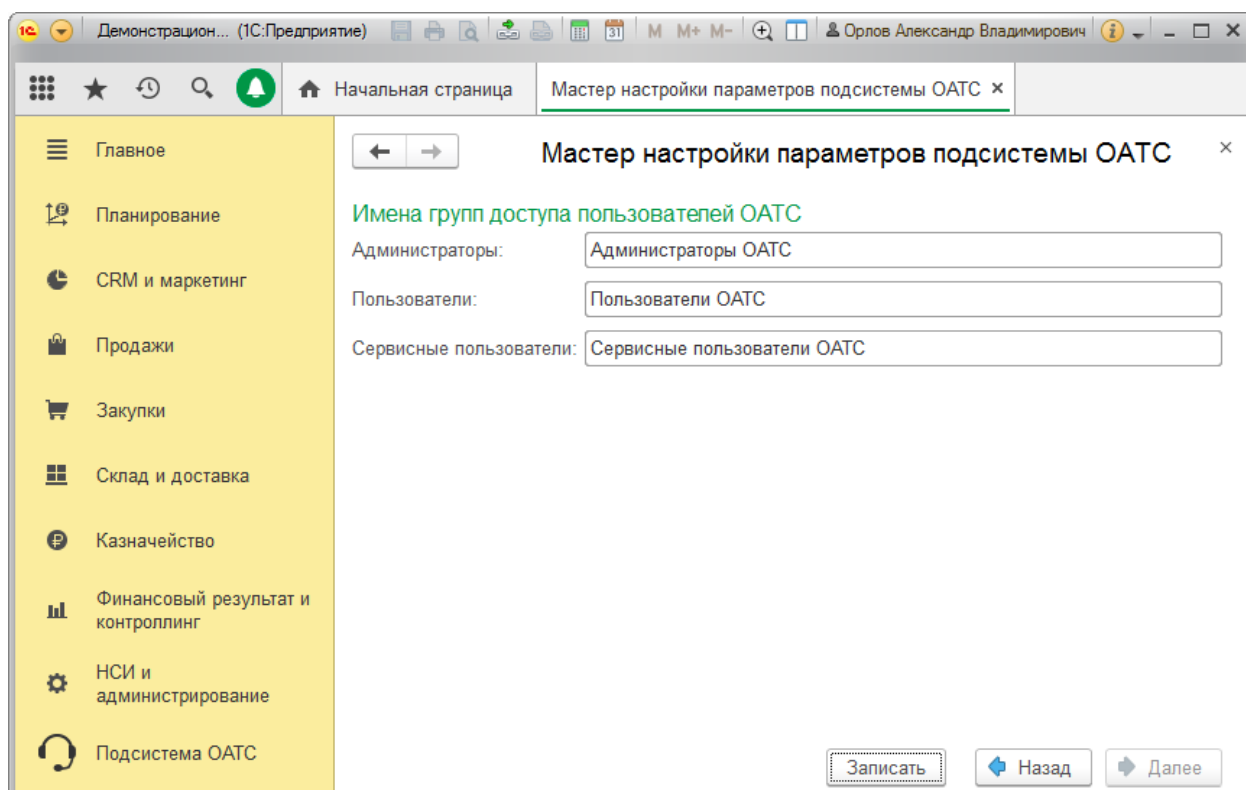 1С Демонстрацион... (1С:Предприятие) 31 M M+ M- Орлов Александр Владимирович i
Начальная страница Мастер настройки параметров подсистемы ОАТС ×
Главное
Планирование
CRM и маркетинг
Продажи
Закупки
Склад и доставка
Казначейство
Финансовый результат и
контроллинг
НСИ и
администрирование
Подсистема ОАТС
Мастер настройки параметров подсистемы ОАТС ×
Имена групп доступа пользователей ОАТС
Администраторы: Администраторы ОАТС
Пользователи: Пользователи ОАТС
Сервисные пользователи: Сервисные пользователи ОАТС
Записать Назад Далее